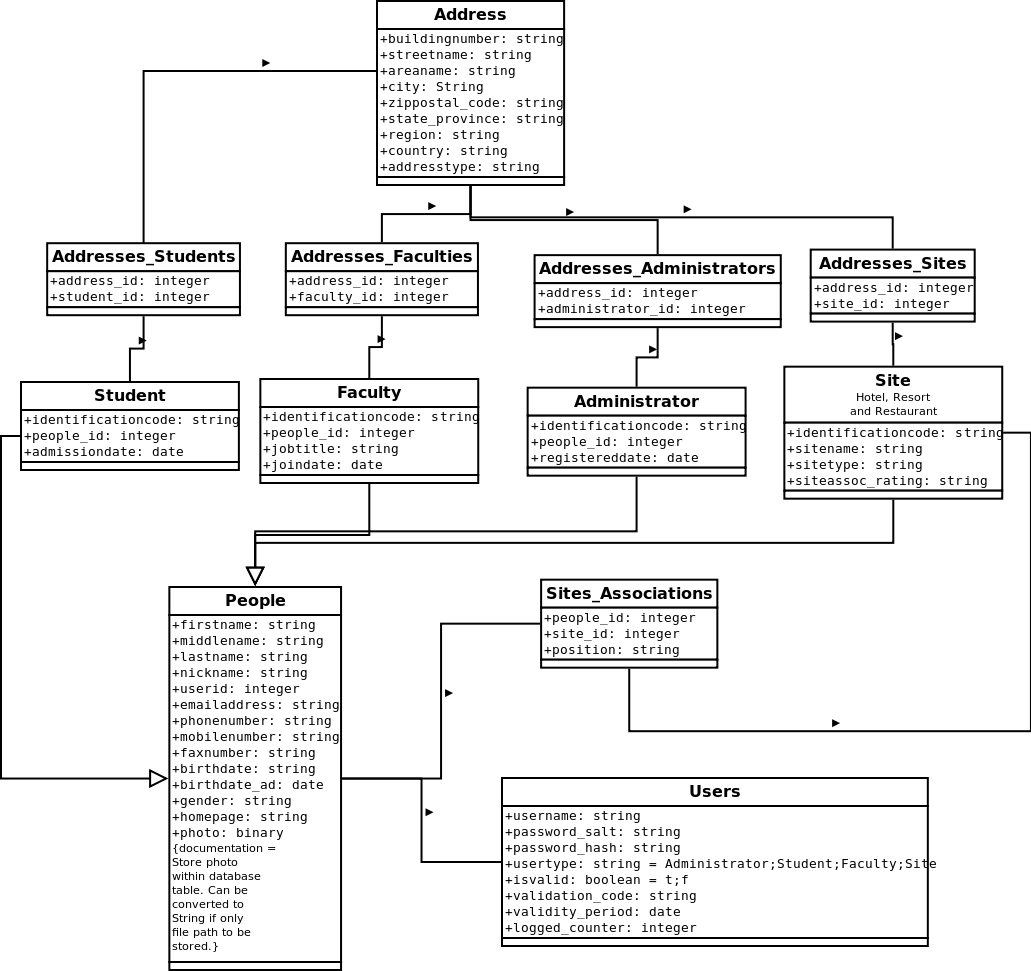 Address
+buildingnumber: string
+streetname: string
+areaname: string
+city: String
+zippostal_code: string
+state_province: string
+region: string
+country: string
+addresstype: string
Addresses_Students
+address_id: integer
+student_id: integer
Addresses_Faculties
+address_id: integer
+faculty_id: integer
Addresses_Administrators
+address_id: integer
+administrator_id: integer
Addresses_Sites
+address_id: integer
+site_id: integer
Student
+identificationcode: string
+people_id: integer
+admissiondate: date
Faculty
+identificationcode: string
+people_id: integer
+jobtitle: string
+joindate: date
Administrator
+identificationcode: string
+people_id: integer
+registereddate: date
Site
Hotel, Resort
and Restaurant
+identificationcode: string
+sitename: string
+sitetype: string
+siteassoc_rating: string
People
+firstname: string
+middlename: string
+lastname: string
+nickname: string
+userid: integer
+emailaddress: string
+phonenumber: string
+mobilenumber: string
+faxnumber: string
+birthdate: string
+birthdate_ad: date
+gender: string
+homepage: string
+photo: binary
{documentation =
Store photo
within database
table. Can be
converted to
String if only
file path to be
stored.}
Sites_Associations
+people_id: integer
+site_id: integer
+position: string
Users
+username: string
+password_salt: string
+password_hash: string
+usertype: string = Administrator;Student;Faculty;Site
+isvalid: boolean = t;f
+validation_code: string
+validity_period: date
+logged_counter: integer